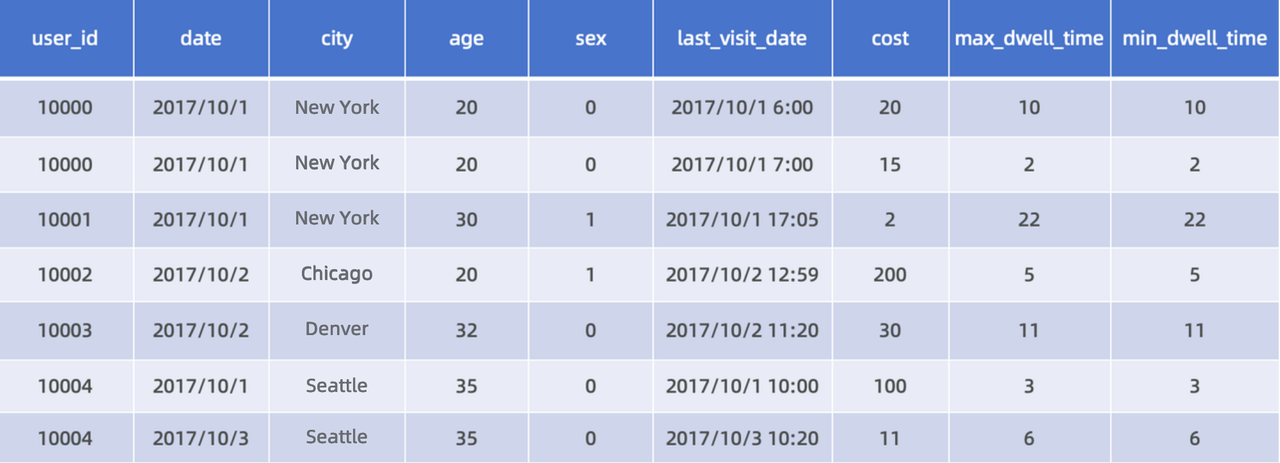 user_id date city age sex last_visit_date cost max_dwell_time min_dwell_time
10000 2017/10/1 New York 20 0 2017/10/1 6:00 20 10 10
10000 2017/10/1 New York 20 0 2017/10/1 7:00 15 2 2
10001 2017/10/1 New York 30 1 2017/10/1 17:05 2 22 22
10002 2017/10/2 Chicago 20 1 2017/10/2 12:59 200 5 5
10003 2017/10/2 Denver 32 0 2017/10/2 11:20 30 11 11
10004 2017/10/1 Seattle 35 0 2017/10/1 10:00 100 3 3
10004 2017/10/3 Seattle 35 0 2017/10/3 10:20 11 6 6